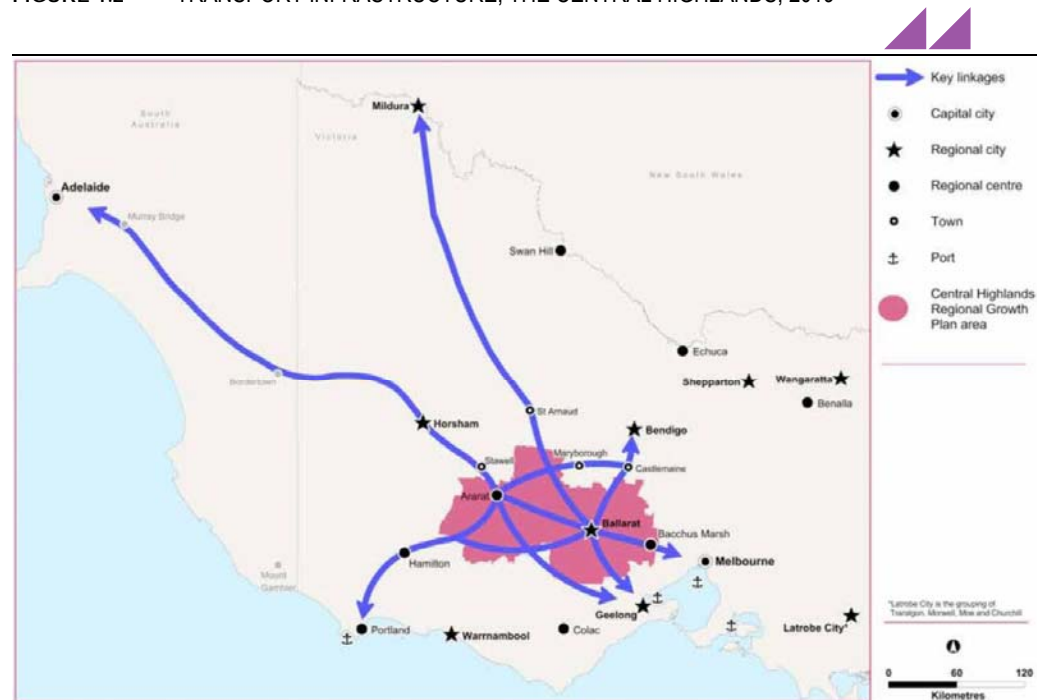 FIGURE 1.2 TRANSPORT INFRASTRUCTURE, THE CENTRAL HIGHLANDS, 2010
Key linkages
Capital city
Regional city
Regional centre
Town
Port
Central Highlands
Regional Growth
Plan area
South
Australia
Victoria
New South Wales
Mildura
Adelaide
Murray Bridge
Swan Hill
Echuca
Shepparton
Wangaratta
Benalla
Bordertown
Horsham
St Arnaud
Bendigo
Stawell
Maryborough
Castlemaine
Ararat
Ballarat
Bacchus Marsh
Melbourne
Hamilton
Mount
Gambier
Geelong
Portland
Warrnambool
Colac
Latrobe City*
*Latrobe City is the grouping of
Traralgon, Morwell, Moe and Churchill
0 60 120
Kilometres